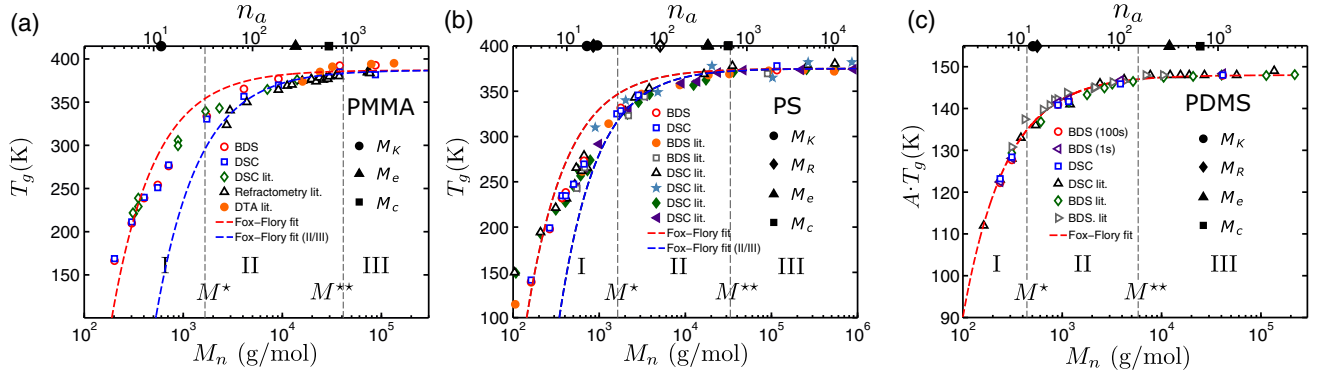 (a)
n_a
10^1 10^2 10^3
400
350
300
250
200
150
T_g(K)
PMMA
M_K
M_e
M_c
BDS
DSC
DSC lit.
Refractometry lit.
DTA lit.
Fox-Flory fit
Fox-Flory fit (II/III)
I II III
M* M**
10^2 10^3 10^4
M_n (g/mol)
(b)
n_a
10^1 10^2 10^3 10^4
400
350
300
250
200
150
100
T_g(K)
PS
M_K
M_R
M_e
M_c
BDS
DSC
BDS lit.
BDS lit.
DSC lit.
DSC lit.
DSC lit.
DSC lit.
Fox-Flory fit
Fox-Flory fit (II/III)
I II III
M* M**
10^2 10^3 10^4 10^5 10^6
M_n (g/mol)
(c)
n_a
10^1 10^2 10^3
150
140
130
120
110
100
90
A·T_g(K)
PDMS
M_K
M_R
M_e
M_c
BDS (100s)
BDS (1s)
DSC
DSC lit.
BDS lit.
BDS. lit
Fox-Flory fit
I II III
M* M**
10^2 10^3 10^4 10^5
M_n (g/mol)